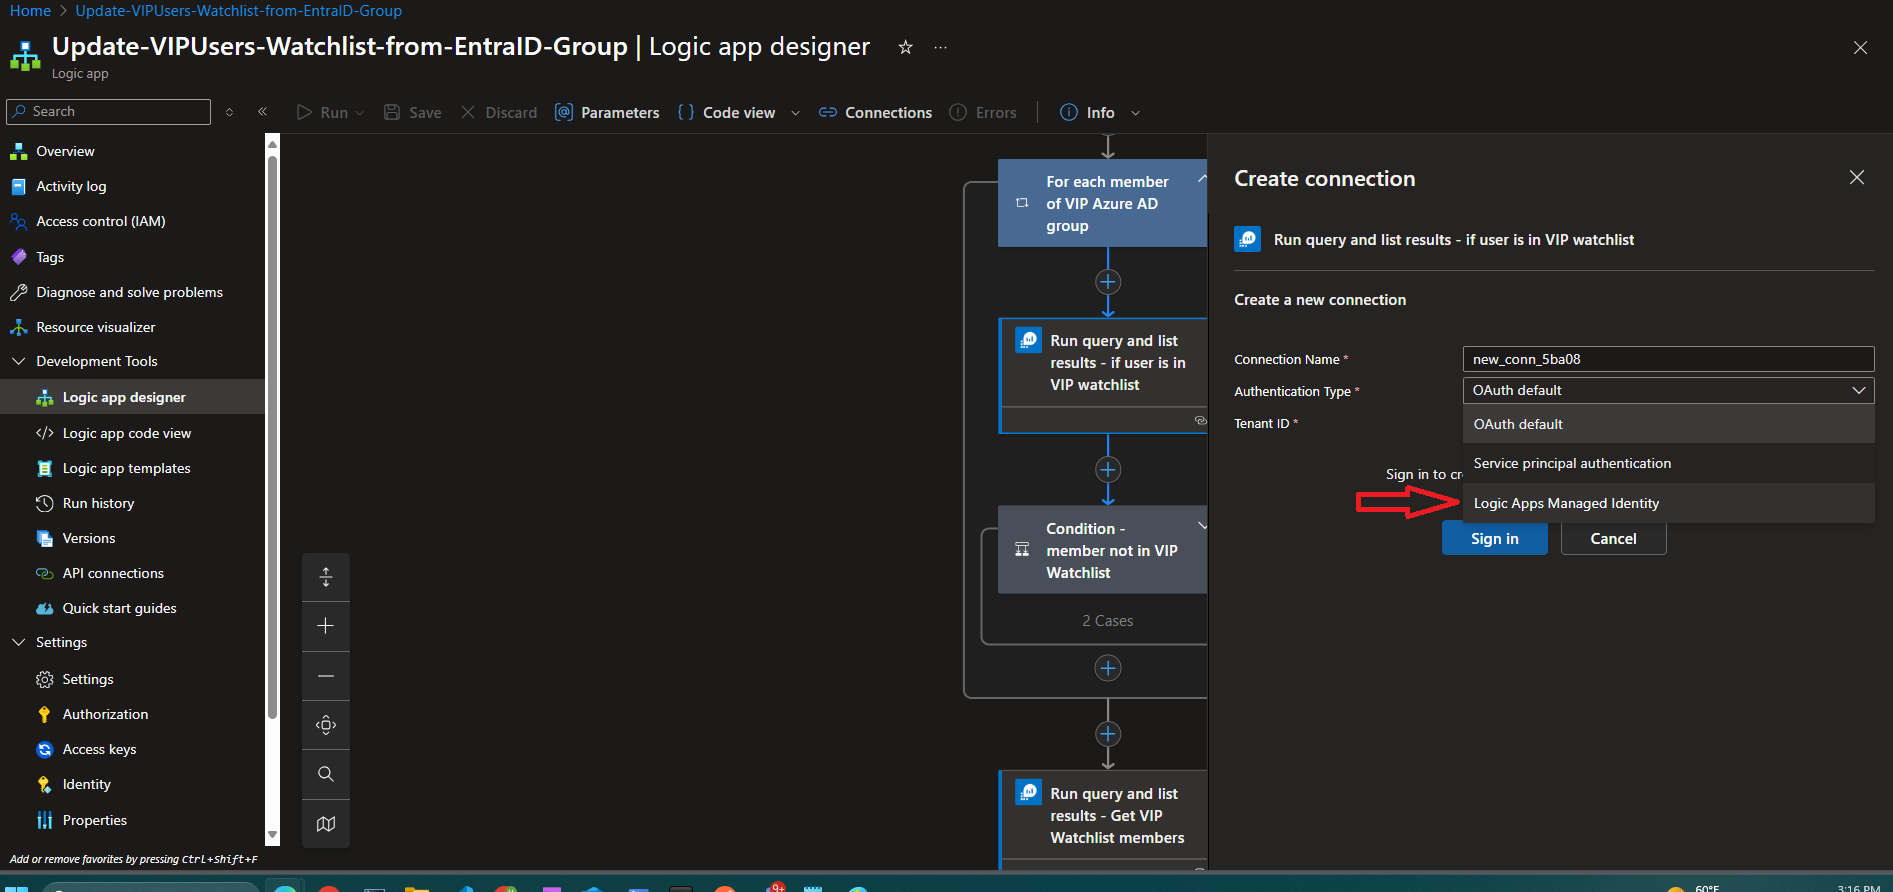 Home > Update-VIPUsers-Watchlist-from-EntraID-Group
Update-VIPUsers-Watchlist-from-EntraID-Group | Logic app designer
Logic app
Search
Run
Save
Discard
Parameters
Code view
Connections
Errors
Info
Overview
Activity log
Access control (IAM)
Tags
Diagnose and solve problems
Resource visualizer
Development Tools
Logic app designer
Logic app code view
Logic app templates
Run history
Versions
API connections
Quick start guides
Settings
Settings
Authorization
Access keys
Identity
Properties
Add or remove favorites by pressing Ctrl+Shift+F
For each member
of VIP Azure AD
group
Run query and list
results - if user is in
VIP watchlist
Condition -
member not in VIP
Watchlist
2 Cases
Run query and list
results - Get VIP
Watchlist members
Create connection
Run query and list results - if user is in VIP watchlist
Create a new connection
Connection Name *
new_conn_5ba08
Authentication Type *
OAuth default
Tenant ID *
OAuth default
Service principal authentication
Logic Apps Managed Identity
Sign in to cr
Sign in
Cancel
9+
60°F
3:16 PM